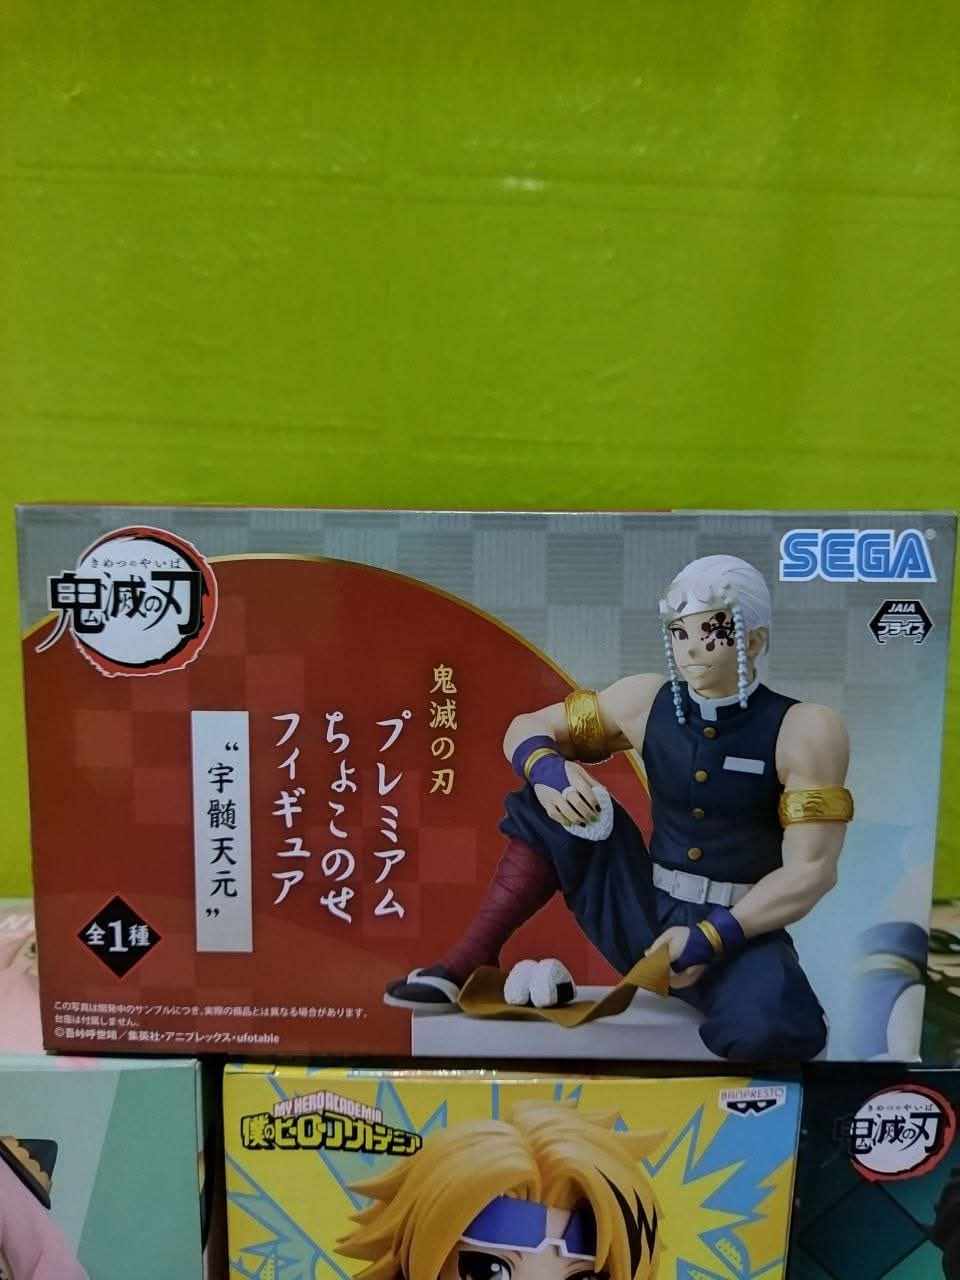 きめつのやいば
鬼滅の刃
SEGA
JAIA
プライズ
鬼滅の刃
プレミアム
ちょこのせ
フィギュア
“宇髄天元”
全1種
この写真は開発中のサンプルにつき、実際の商品とは異なる場合があります。
台座は付属しません。
©吾峠呼世晴／集英社・アニプレックス・ufotable
MY HERO ACADEMIA
僕のヒーローアカデミア
BANPRESTO
きめつのやいば
鬼滅の刃